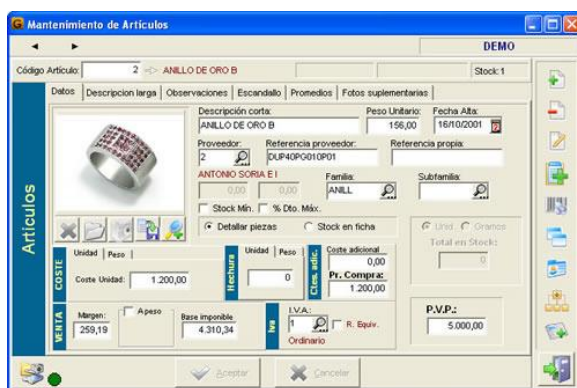 Mantenimiento de Artículos
DEMO
Código Artículo: 2 => ANILLO DE ORO B Stock:1
Datos Descripcion larga Observaciones Escandallo Promedios Fotos suplementarias
Artículos
Descripción corta: Peso Unitario: Fecha Alta:
ANILLO DE ORO B 156,00 16/10/2001
Proveedor: Referencia proveedor: Referencia propia:
2 DUP40PG010P01
ANTONIO SORIA E I Familia: Subfamilia:
0,00 0,00 ANILL
Stock Mín. % Dto. Máx.
Detallar piezas Stock en ficha
Unid. Gramos
Total en Stock:
0
COSTE
Unidad Peso
Coste Unidad: 1.200,00
Hechura
Unidad Peso
0
Ctes. adic.
Coste adicional
0,00
Pr. Compra:
1.200,00
VENTA
Margen: A peso Base imponible
259,19 4.310,34
Iva
I.V.A.:
1 R. Equiv.
Ordinario
P.V.P.:
5.000,00
Aceptar Cancelar